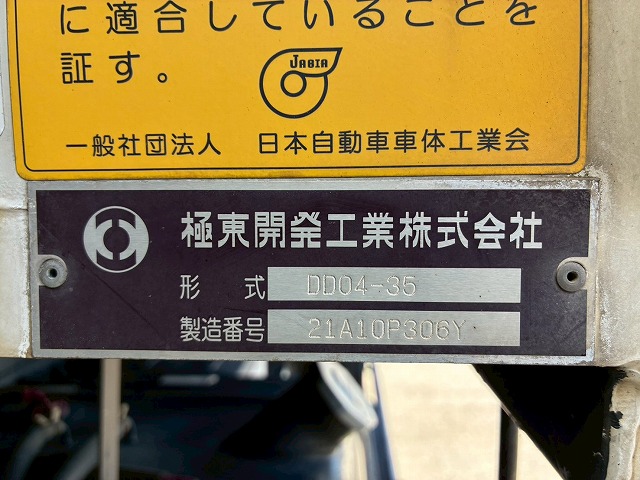 に適合していることを
証す。
JABIA
一般社団法人 日本自動車車体工業会
極東開発工業株式会社
形式 DD04-35
製造番号 21A10P306Y